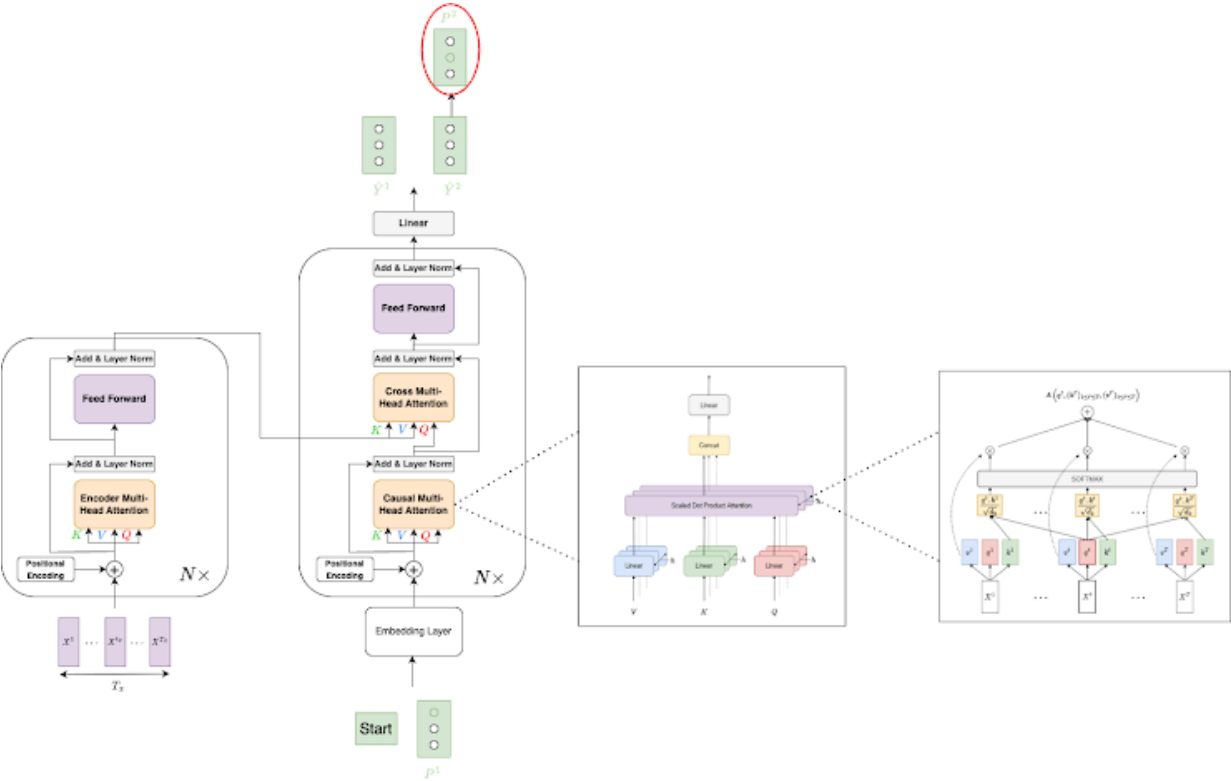 P²
Ŷ¹
Ŷ²
Linear
Add & Layer Norm
Feed Forward
Add & Layer Norm
Cross Multi-
Head Attention
K V Q
Add & Layer Norm
Causal Multi-
Head Attention
K V Q
Positional
Encoding
+
N×
Embedding Layer
Start
P¹
Add & Layer Norm
Feed Forward
Add & Layer Norm
Encoder Multi-
Head Attention
K V Q
Positional
Encoding
+
N×
X¹ ... ...
Tₓ
Linear
Concat
Scaled Dot Product Attention
h
Linear h Linear h Linear h
V K Q
SOFTMAX
... ...
... ...